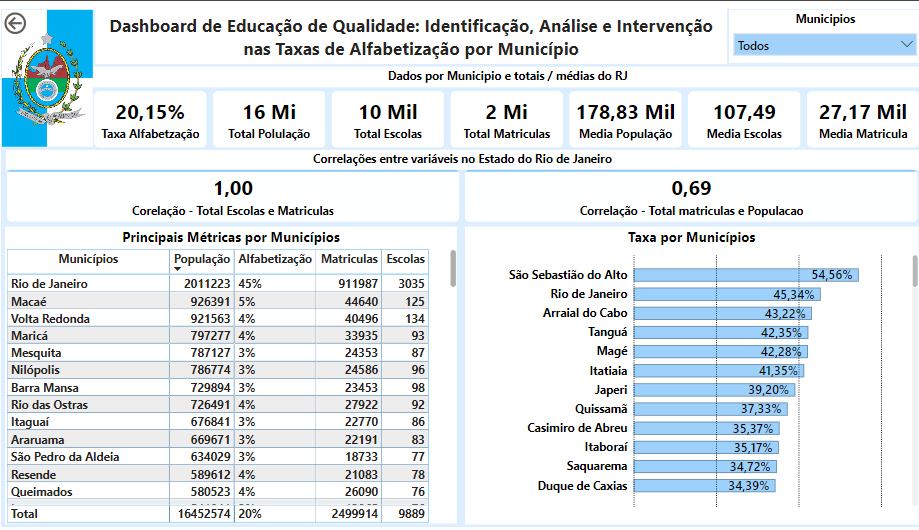 Dashboard de Educação de Qualidade: Identificação, Análise e Intervenção
nas Taxas de Alfabetização por Município
Municipios
Todos
Dados por Municipio e totais / médias do RJ
20,15%
Taxa Alfabetzação
16 Mi
Total Polulação
10 Mil
Total Escolas
2 Mi
Total Matriculas
178,83 Mil
Media População
107,49
Media Escolas
27,17 Mil
Media Matricula
Correlações entre variáveis no Estado do Rio de Janeiro
1,00
Corelação - Total Escolas e Matriculas
0,69
Correlação - Total matriculas e Populacao
Principais Métricas por Municípios
Municípios População Alfabetização Matriculas Escolas
Rio de Janeiro 2011223 45% 911987 3035
Macaé 926391 5% 44640 125
Volta Redonda 921563 4% 40496 134
Maricá 797277 4% 33935 93
Mesquita 787127 3% 24353 87
Nilópolis 786774 3% 24586 96
Barra Mansa 729894 3% 23453 98
Rio das Ostras 726491 4% 27922 92
Itaguaí 676841 3% 22770 86
Araruama 669671 3% 22191 83
São Pedro da Aldeia 634029 3% 18733 77
Resende 589612 4% 21083 78
Queimados 580523 4% 26090 76
Total 16452574 20% 2499914 9889
Taxa por Municípios
São Sebastião do Alto 54,56%
Rio de Janeiro 45,34%
Arraial do Cabo 43,22%
Tanguá 42,35%
Magé 42,28%
Itatiaia 41,35%
Japeri 39,20%
Quissamã 37,33%
Casimiro de Abreu 35,37%
Itaboraí 35,17%
Saquarema 34,72%
Duque de Caxias 34,39%